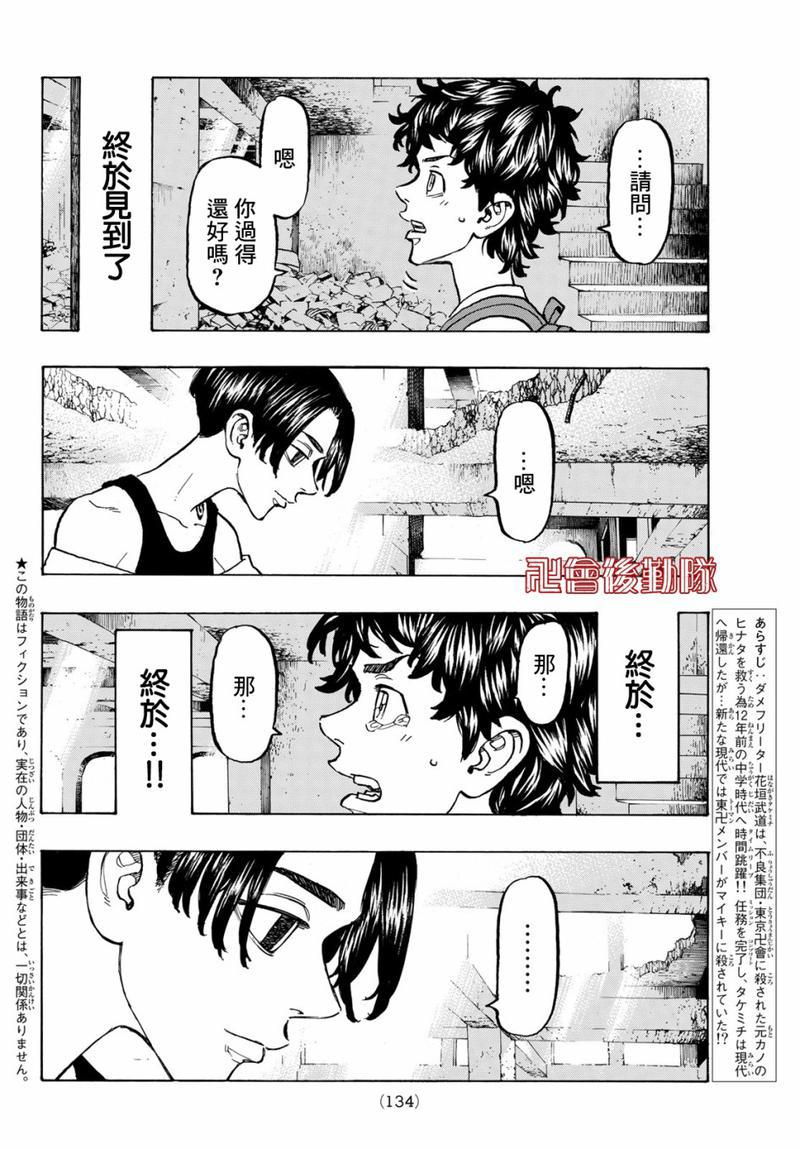 …請問…
嗯
你過得
還好嗎？
終於見到了
…嗯
卍會後勤隊
終於…
那…
終於…!!
………
あらすじ：ダメフリーター花垣武道は、不良集団・東京卍會に殺された元カノの
ヒナタを救う為12年前の中学時代へ時間跳躍!! 任務を完了し、タケミチは現代
へ帰還したが…新たな現代では東卍メンバーがマイキーに殺されていた!?
★この物語はフィクションであり、実在の人物・団体・出来事などとは、一切関係ありません。
(134)